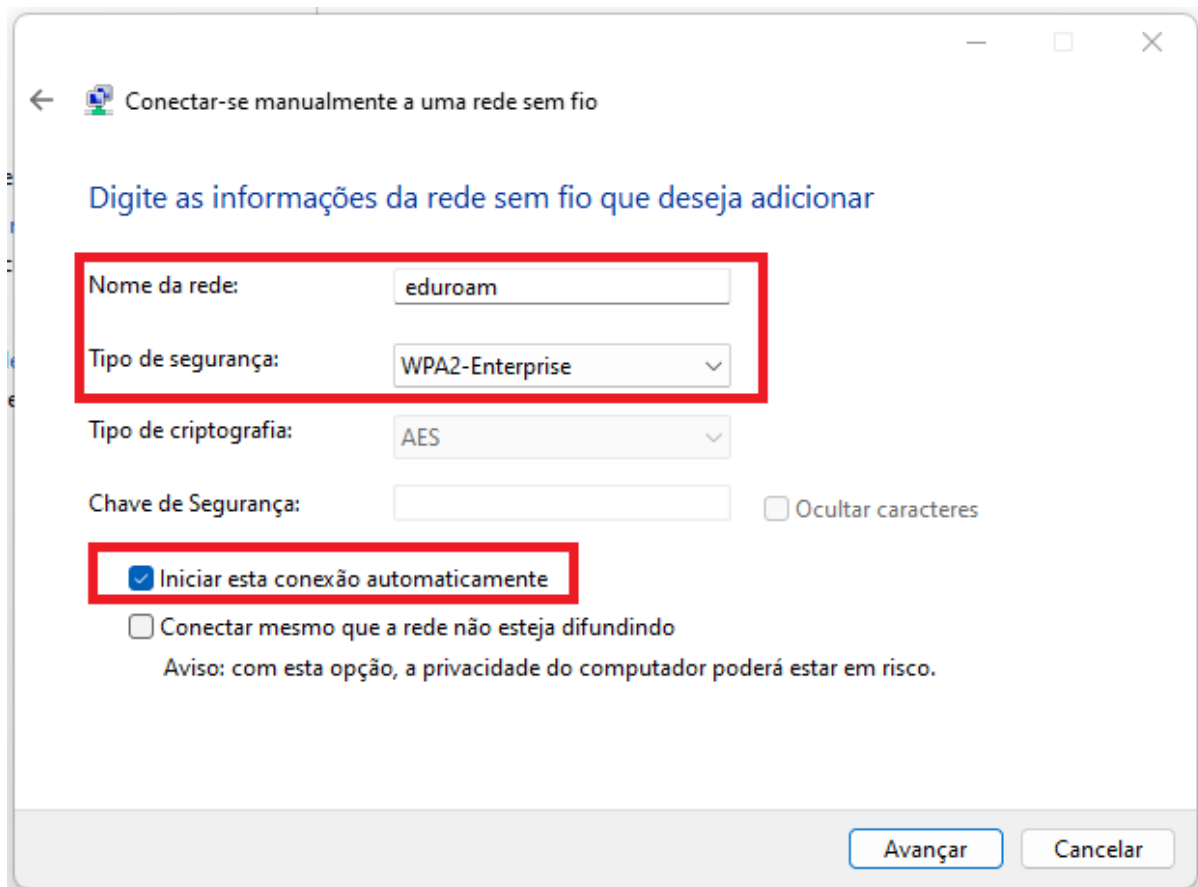 Conectar-se manualmente a uma rede sem fio
Digite as informações da rede sem fio que deseja adicionar
Nome da rede: eduroam
Tipo de segurança: WPA2-Enterprise
Tipo de criptografia: AES
Chave de Segurança: Ocultar caracteres
Iniciar esta conexão automaticamente
Conectar mesmo que a rede não esteja difundindo
Aviso: com esta opção, a privacidade do computador poderá estar em risco.
Avançar Cancelar